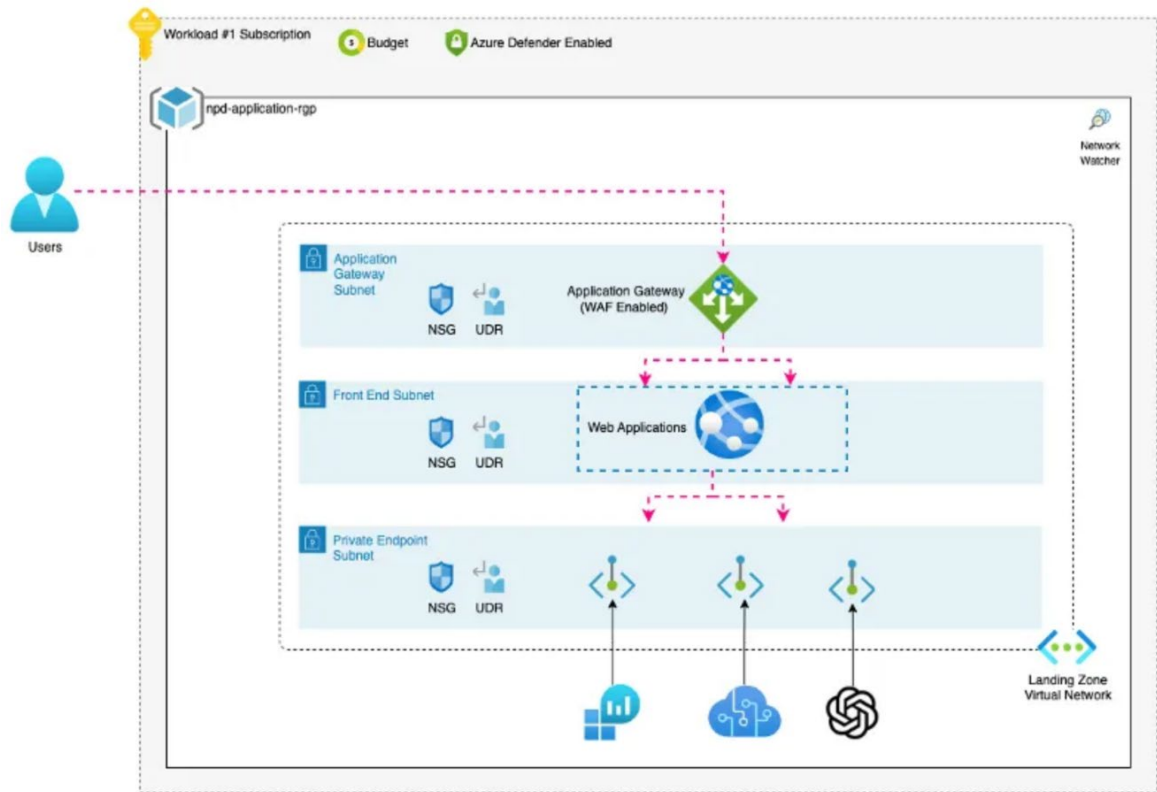 Workload #1 Subscription
Budget
Azure Defender Enabled
npd-application-rgp
Network
Watcher
Users
Application
Gateway
Subnet
NSG
UDR
Application Gateway
(WAF Enabled)
Front End Subnet
NSG
UDR
Web Applications
Private Endpoint
Subnet
NSG
UDR
Landing Zone
Virtual Network